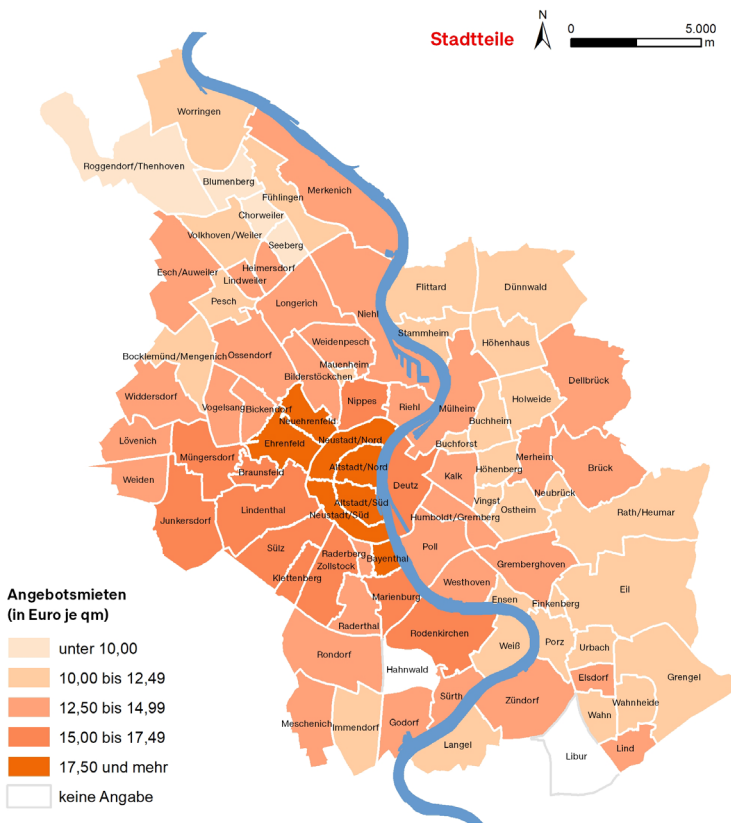 Stadtteile
N
0 5.000
m
Worringen
Roggendorf/Thenhoven
Blumenberg
Merkenich
Fühlingen
Chorweiler
Volkhoven/Weiler
Seeberg
Esch/Auweiler
Heimersdorf
Lindweiler
Flittard
Dünnwald
Pesch
Longerich
Niehl
Stammheim
Höhenhaus
Weidenpesch
Bocklemünd/Mengenich
Ossendorf
Mauenheim
Dellbrück
Bilderstöckchen
Widdersdorf
Nippes
Holweide
Vogelsang
Bickendorf
Riehl
Mülheim
Neuehrenfeld
Buchheim
Lövenich
Ehrenfeld
Neustadt/Nord
Buchforst
Müngersdorf
Merheim
Altstadt/Nord
Höhenberg
Brück
Braunsfeld
Weiden
Kalk
Deutz
Neubrück
Altstadt/Süd
Vingst
Lindenthal
Ostheim
Rath/Heumar
Neustadt/Süd
Humboldt/Gremberg
Junkersdorf
Sülz
Raderberg
Poll
Bayenthal
Zollstock
Gremberghoven
Klettenberg
Westhoven
Eil
Marienburg
Ensen
Finkenberg
Raderthal
Rodenkirchen
Weiß
Porz
Urbach
Rondorf
Hahnwald
Elsdorf
Grengel
Sürth
Zündorf
Wahnheide
Wahn
Meschenich
Immendorf
Godorf
Langel
Lind
Libur
Angebotsmieten
(in Euro je qm)
unter 10,00
10,00 bis 12,49
12,50 bis 14,99
15,00 bis 17,49
17,50 und mehr
keine Angabe